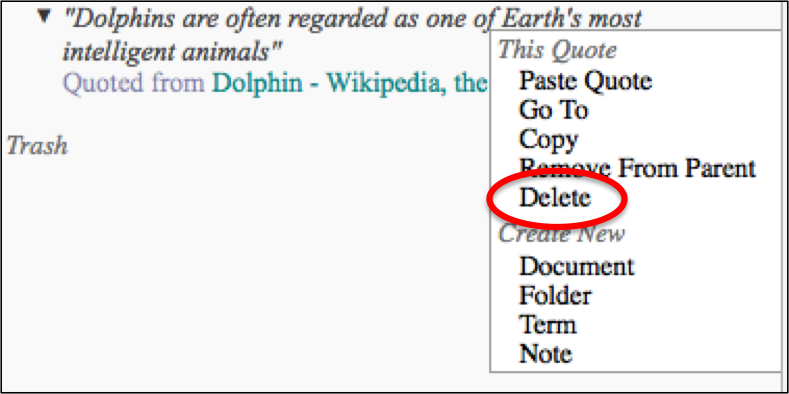 ▼ "Dolphins are often regarded as one of Earth's most
intelligent animals"
Quoted from Dolphin - Wikipedia, the
Trash
This Quote
Paste Quote
Go To
Copy
Remove From Parent
Delete
Create New
Document
Folder
Term
Note